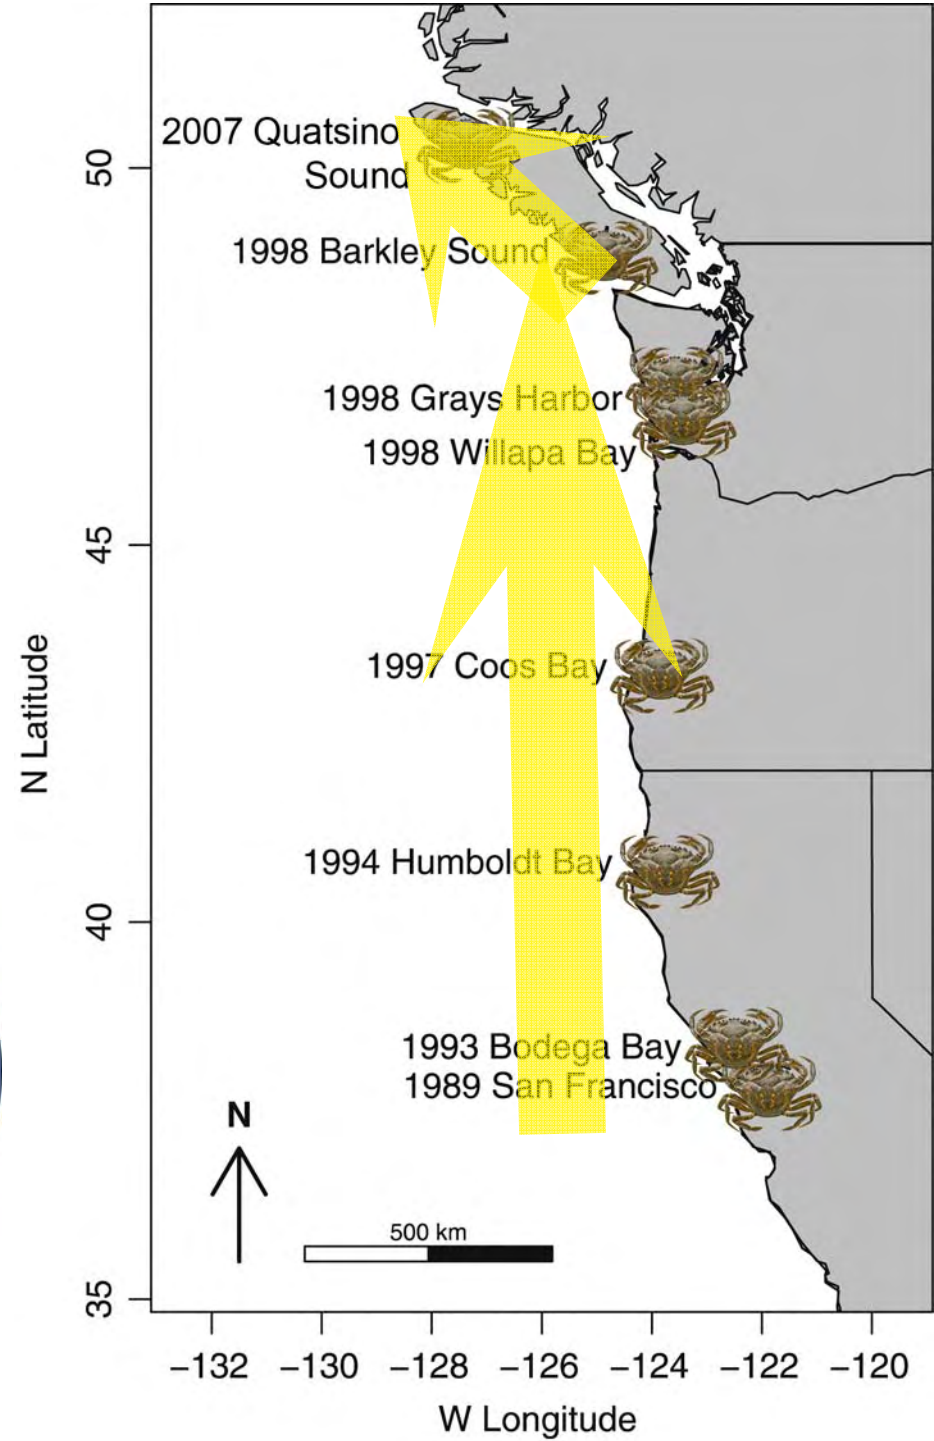 2007 Quatsino
Sound
50
1998 Barkley Sound
1998 Grays Harbor
1998 Willapa Bay
45
1997 Coos Bay
N Latitude
1994 Humboldt Bay
40
1993 Bodega Bay
1989 San Francisco
N
500 km
35
−132 −130 −128 −126 −124 −122 −120
W Longitude